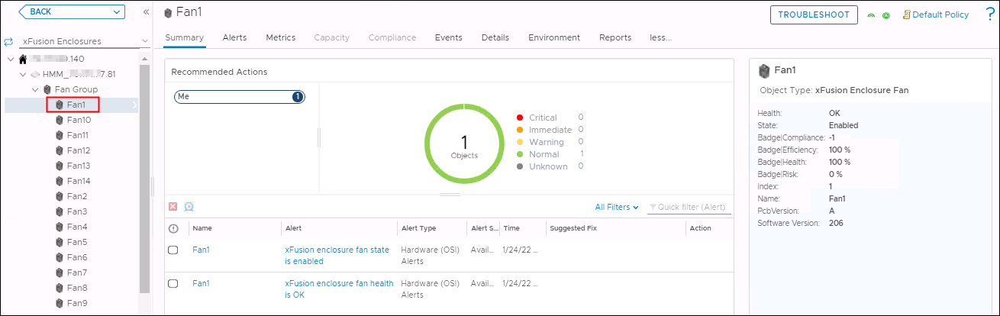 BACK
«
xFusion Enclosures
.140
HMM_
7.81
Fan Group
Fan1
Fan10
Fan11
Fan12
Fan13
Fan14
Fan2
Fan3
Fan4
Fan5
Fan6
Fan7
Fan8
Fan9
Fan1
TROUBLESHOOT
Default Policy
?
Summary Alerts Metrics Capacity Compliance Events Details Environment Reports less...
Recommended Actions
Me 1
1
Objects
Critical 0
Immediate 0
Warning 0
Normal 1
Unknown 0
All Filters Quick filter (Alert)
Name Alert Alert Type Alert S... Time Suggested Fix Action
Fan1 xFusion enclosure fan state Hardware (OSI) Avail... 1/24/22 ...
is enabled Alerts
Fan1 xFusion enclosure fan health Hardware (OSI) Avail... 1/24/22 ...
is OK Alerts
Fan1
Object Type: xFusion Enclosure Fan
Health: OK
State: Enabled
Badge|Compliance: -1
Badge|Efficiency: 100 %
Badge|Health: 100 %
Badge|Risk: 0 %
Index: 1
Name: Fan1
PcbVersion: A
Software Version: 206